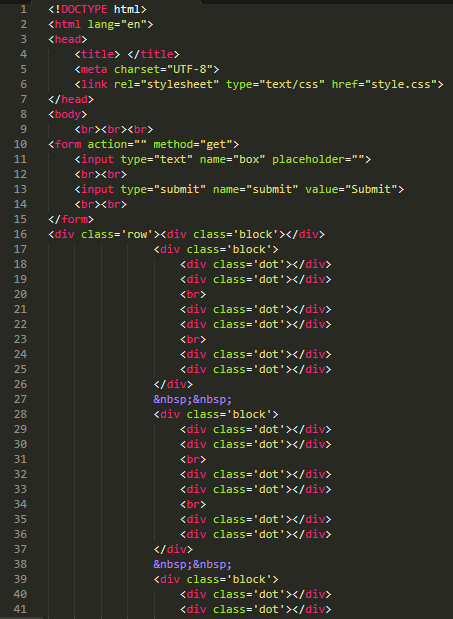 1 <!DOCTYPE html>
2 <html lang="en">
3 <head>
4 <title> </title>
5 <meta charset="UTF-8">
6 <link rel="stylesheet" type="text/css" href="style.css">
7 </head>
8 <body>
9 <br><br><br>
10 <form action="" method="get">
11 <input type="text" name="box" placeholder="">
12 <br><br>
13 <input type="submit" name="submit" value="Submit">
14 <br><br>
15 </form>
16 <div class='row'><div class='block'></div>
17 <div class='block'>
18 <div class='dot'></div>
19 <div class='dot'></div>
20 <br>
21 <div class='dot'></div>
22 <div class='dot'></div>
23 <br>
24 <div class='dot'></div>
25 <div class='dot'></div>
26 </div>
27 &nbsp;&nbsp;
28 <div class='block'>
29 <div class='dot'></div>
30 <div class='dot'></div>
31 <br>
32 <div class='dot'></div>
33 <div class='dot'></div>
34 <br>
35 <div class='dot'></div>
36 <div class='dot'></div>
37 </div>
38 &nbsp;&nbsp;
39 <div class='block'>
40 <div class='dot'></div>
41 <div class='dot'></div>